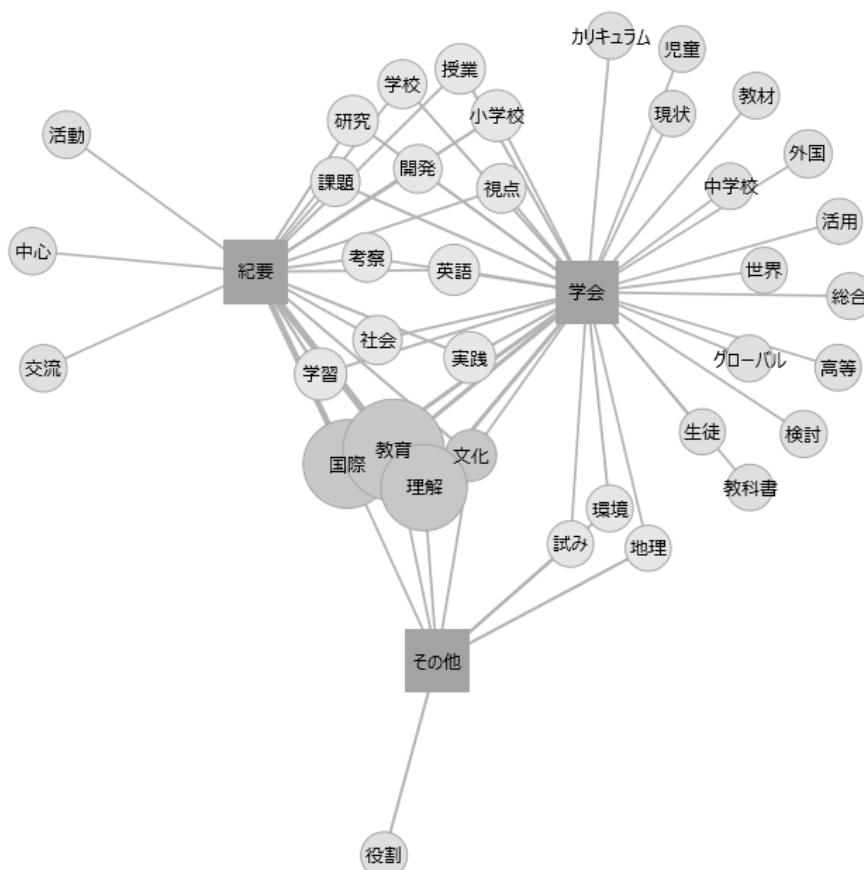 カリキュラム
児童
授業
学校
教材
現状
小学校
研究
活動
外国
開発
課題
視点
中学校
活用
中心
考察
英語
紀要
世界
学会
総合
社会
実践
グローバル
交流
学習
高等
生徒
検討
教育
文化
国際
理解
教科書
環境
試み
地理
その他
役割